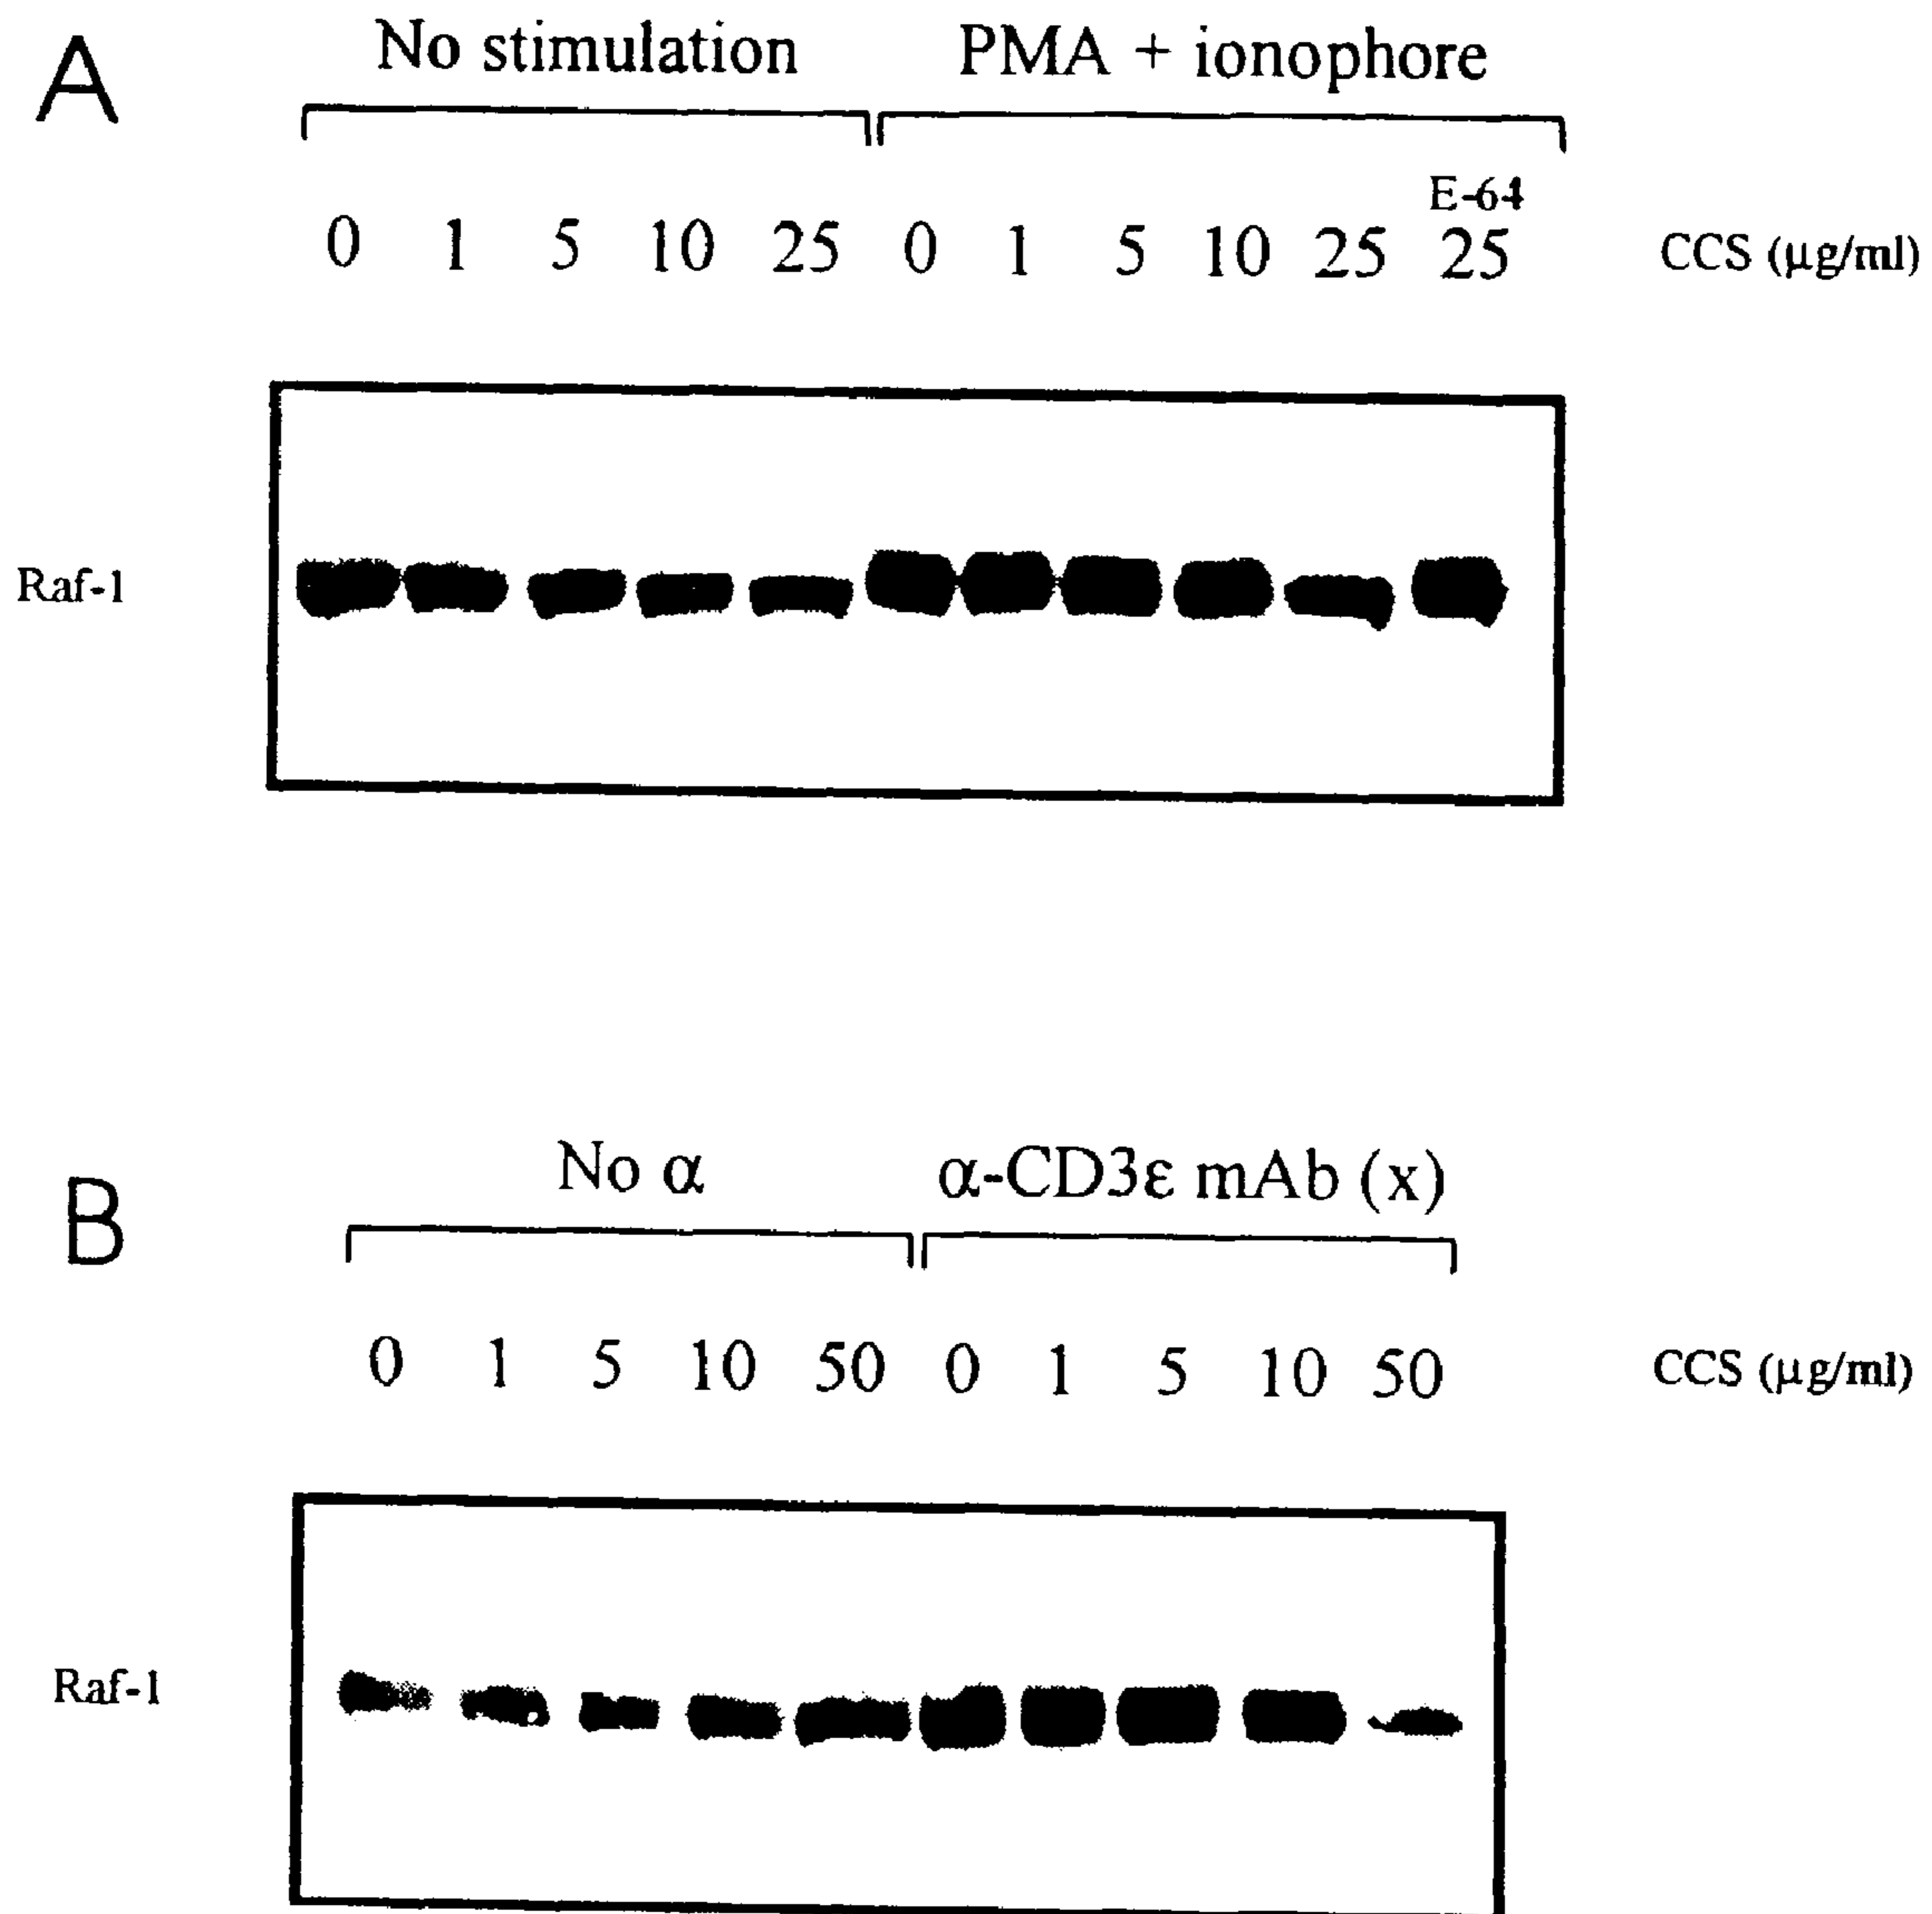 A
No stimulation PMA + ionophore
E-64
0 1 5 10 25 0 1 5 10 25 25 CCS (μg/ml)
Raf-1
B
No α α-CD3ε mAb (x)
0 1 5 10 50 0 1 5 10 50 CCS (μg/ml)
Raf-1